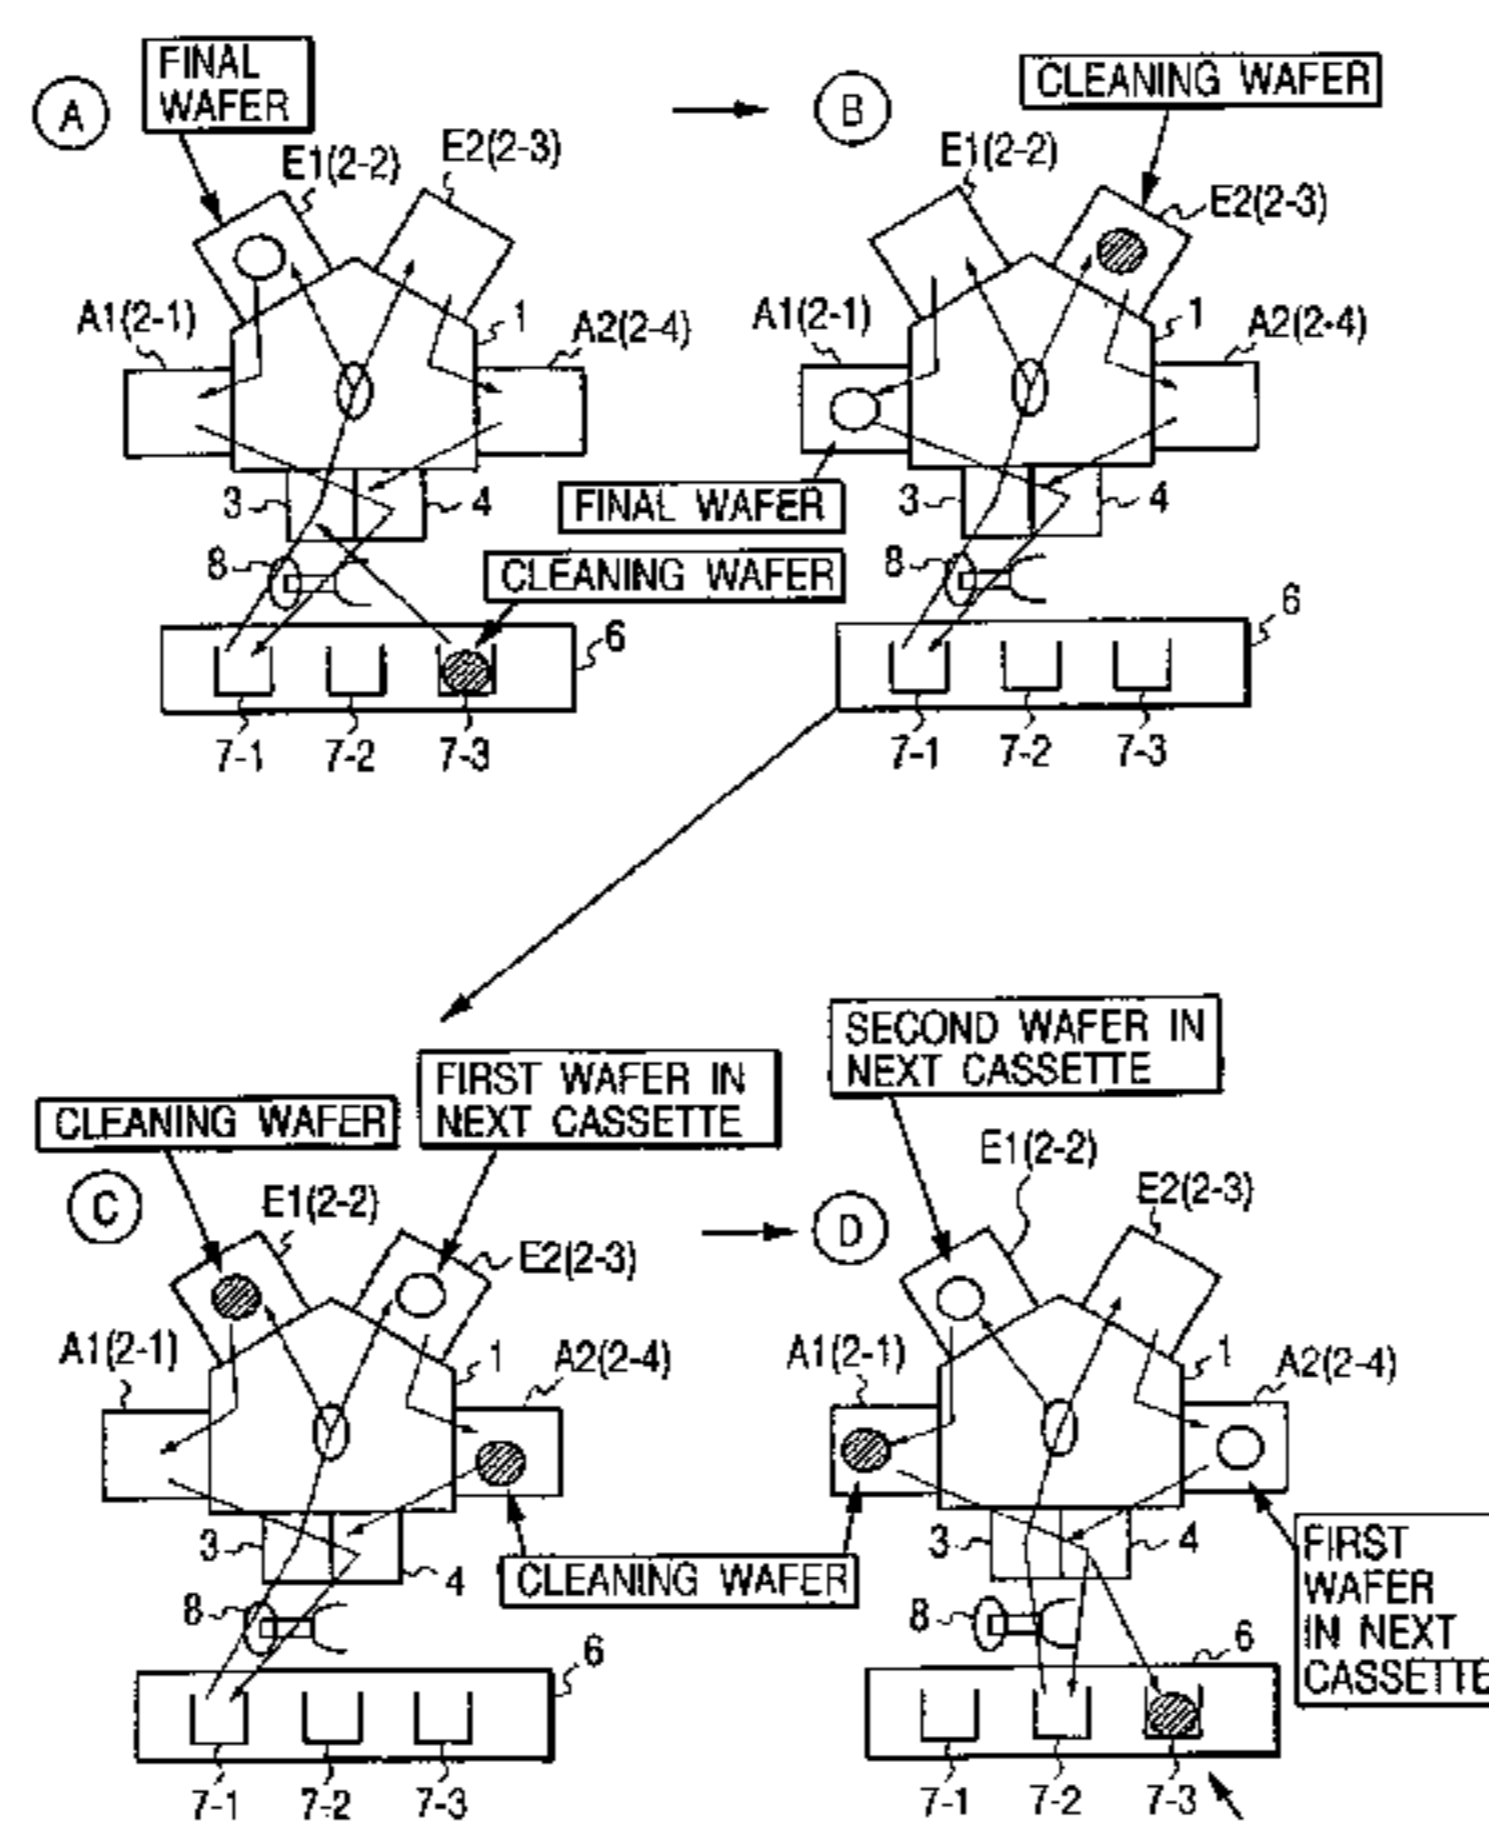 A
FINAL
WAFER
E1(2-2)
E2(2-3)
A1(2-1)
1
A2(2-4)
3
4
8
CLEANING WAFER
6
7-1
7-2
7-3
B
CLEANING WAFER
E1(2-2)
E2(2-3)
A1(2-1)
1
A2(2-4)
FINAL WAFER
3
4
8
6
7-1
7-2
7-3
C
CLEANING WAFER
FIRST WAFER IN
NEXT CASSETTE
E1(2-2)
E2(2-3)
A1(2-1)
1
A2(2-4)
3
4
CLEANING WAFER
8
6
7-1
7-2
7-3
D
SECOND WAFER IN
NEXT CASSETTE
E1(2-2)
E2(2-3)
A1(2-1)
1
A2(2-4)
3
4
FIRST
WAFER
IN NEXT
CASSETTE
8
6
7-1
7-2
7-3